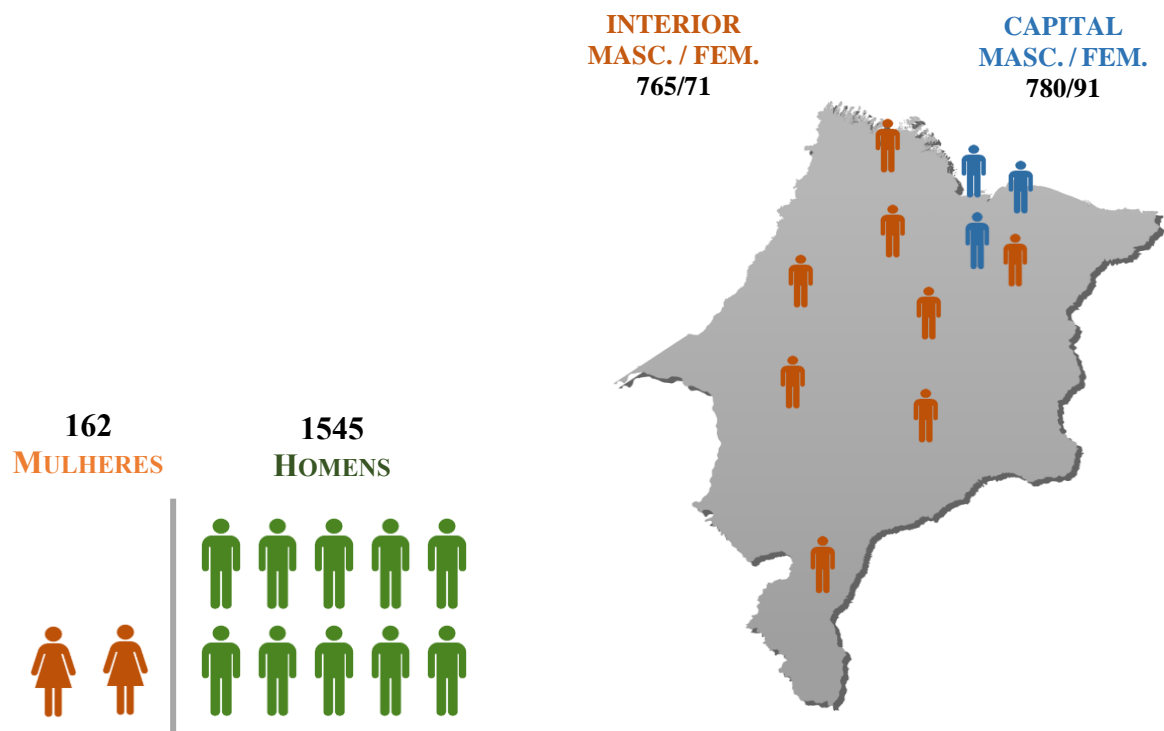 INTERIOR
MASC. / FEM.
765/71
CAPITAL
MASC. / FEM.
780/91
162
MULHERES
1545
HOMENS